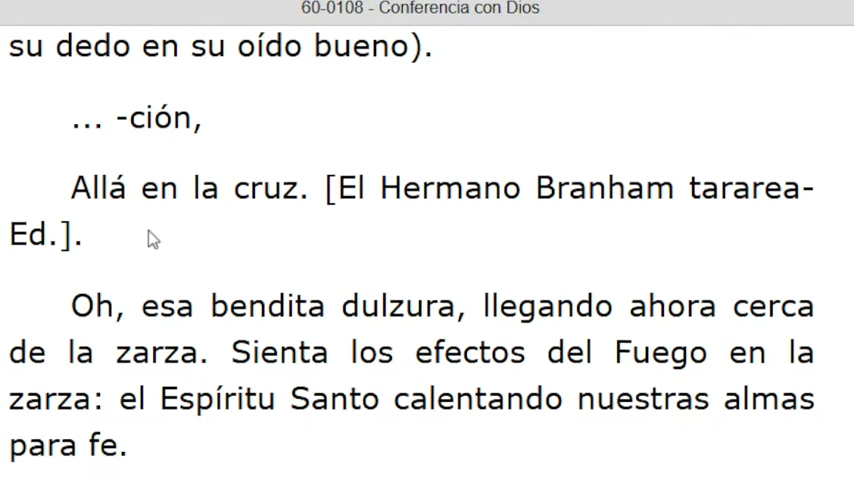 60-0108 - Conferencia con Dios
su dedo en su oído bueno).
... -ción,
Allá en la cruz. [El Hermano Branham tararea-
Ed.].
Oh, esa bendita dulzura, llegando ahora cerca
de la zarza. Sienta los efectos del Fuego en la
zarza: el Espíritu Santo calentando nuestras almas
para fe.